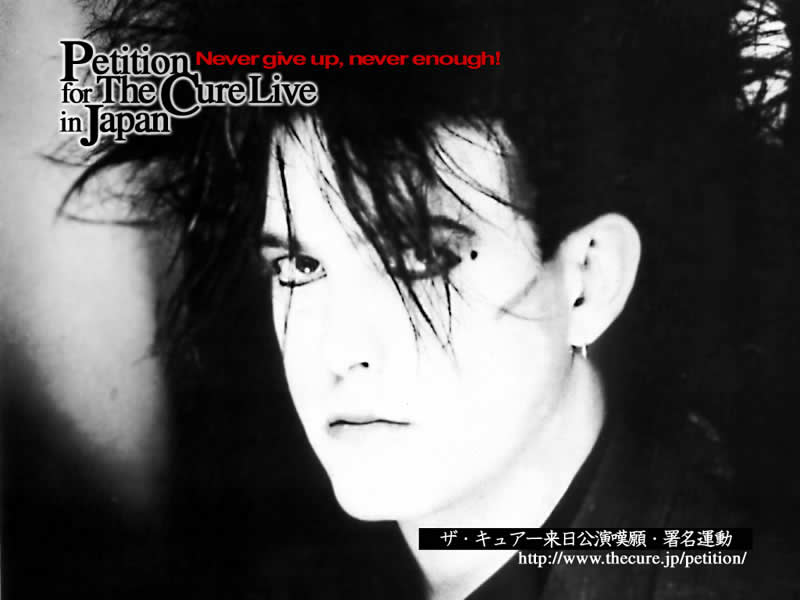 Petition
Never give up, never enough!
for The Cure Live
in Japan
ザ・キュアー来日公演嘆願・署名運動
http://www.thecure.jp/petition/